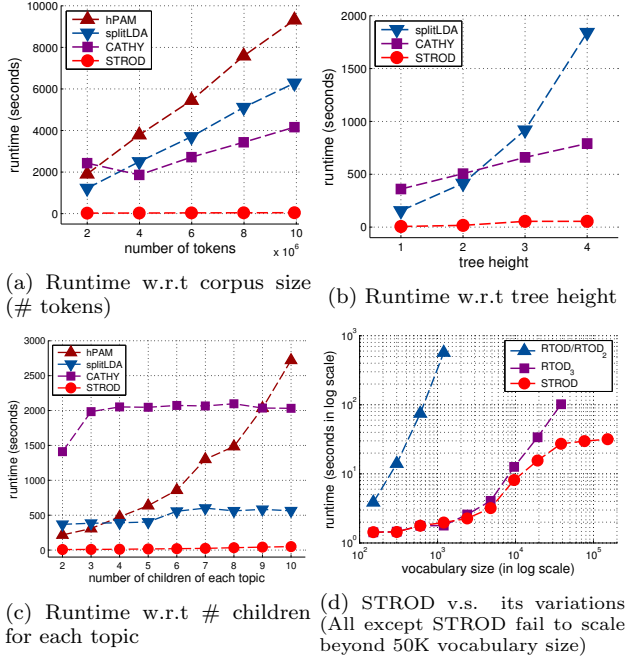 10000
8000
6000
4000
2000
0
runtime (seconds)
hPAM
splitLDA
CATHY
STROD
2 4 6 8 10
number of tokens
x 10^6
(a) Runtime w.r.t corpus size
(# tokens)
2000
1500
1000
500
0
runtime (seconds)
splitLDA
CATHY
STROD
1 2 3 4
tree height
(b) Runtime w.r.t tree height
3000
2500
2000
1500
1000
500
0
runtime (seconds)
hPAM
splitLDA
CATHY
STROD
2 3 4 5 6 7 8 9 10
number of children of each topic
(c) Runtime w.r.t # children
for each topic
10^3
10^2
10^1
10^0
runtime (seconds in log scale)
RTOD/RTOD_2
RTOD_3
STROD
10^2 10^3 10^4 10^5
vocabulary size (in log scale)
(d) STROD v.s. its variations
(All except STROD fail to scale
beyond 50K vocabulary size)